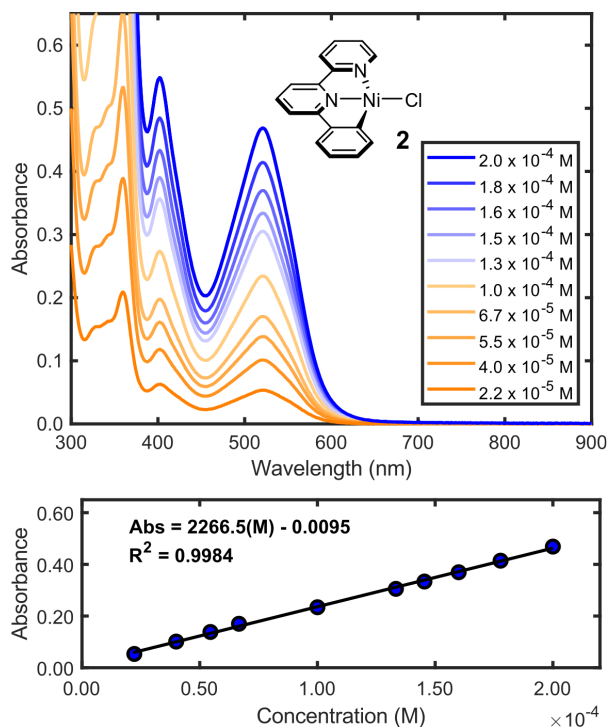 0.6
0.5
0.4
0.3
0.2
0.1
0.0
Absorbance
N
N
Ni
Cl
2
2.0 x 10⁻⁴ M
1.8 x 10⁻⁴ M
1.6 x 10⁻⁴ M
1.5 x 10⁻⁴ M
1.3 x 10⁻⁴ M
1.0 x 10⁻⁴ M
6.7 x 10⁻⁵ M
5.5 x 10⁻⁵ M
4.0 x 10⁻⁵ M
2.2 x 10⁻⁵ M
300 400 500 600 700 800 900
Wavelength (nm)
0.60
0.40
0.20
0.00
Absorbance
Abs = 2266.5(M) - 0.0095
R² = 0.9984
0.00 0.50 1.00 1.50 2.00
Concentration (M)
×10⁻⁴